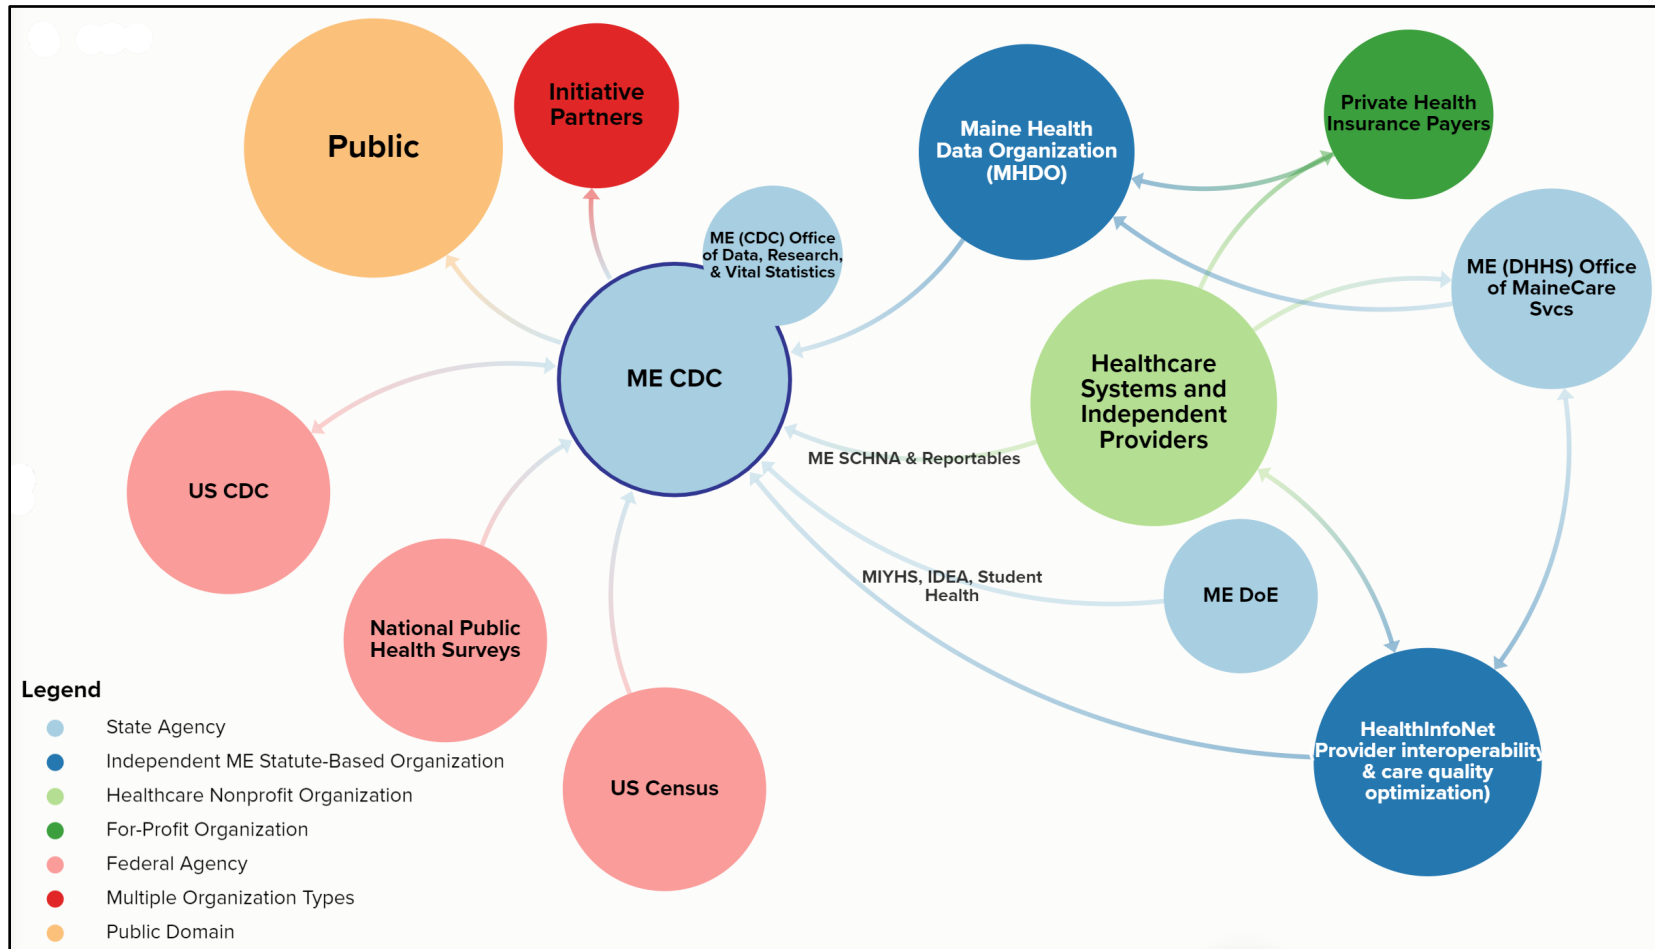 Public
Initiative
Partners
Maine Health
Data Organization
(MHDO)
Private Health
Insurance Payers
ME (CDC) Office
of Data, Research,
& Vital Statistics
ME (DHHS) Office
of MaineCare
Svcs
ME CDC
Healthcare
Systems and
Independent
Providers
ME SCHNA & Reportables
US CDC
MIYHS, IDEA, Student
Health
ME DoE
National Public
Health Surveys
US Census
HealthInfoNet
Provider interoperability
& care quality
optimization)
Legend
State Agency
Independent ME Statute-Based Organization
Healthcare Nonprofit Organization
For-Profit Organization
Federal Agency
Multiple Organization Types
Public Domain